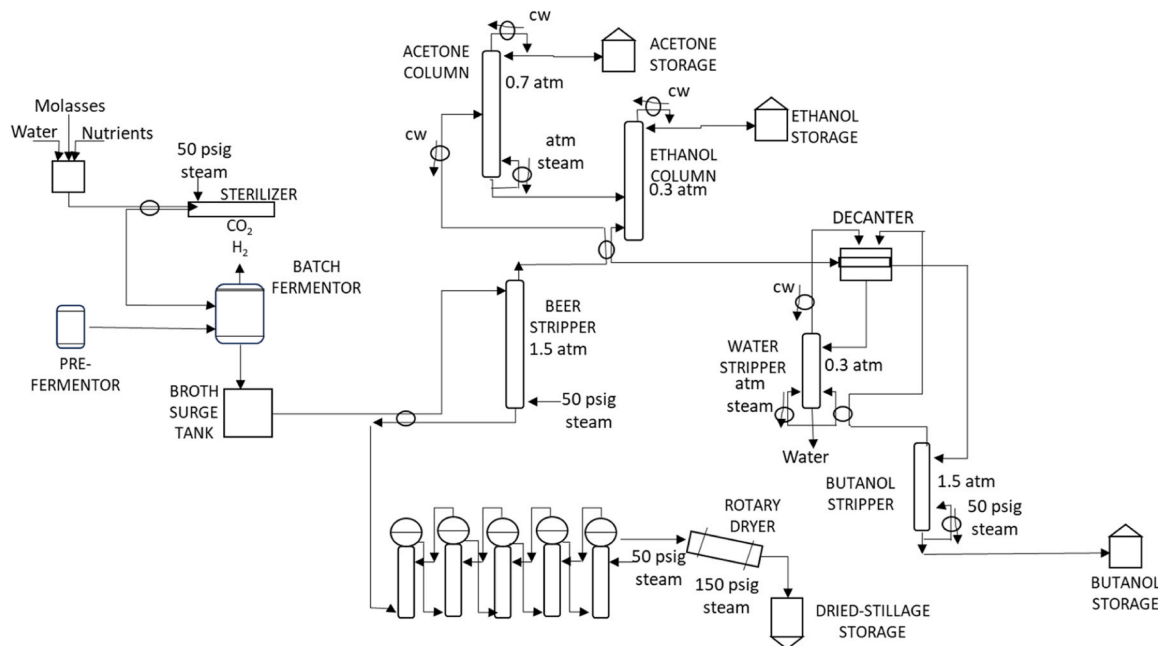 cw
ACETONE
COLUMN
0.7 atm
ACETONE
STORAGE
cw
ETHANOL
STORAGE
ETHANOL
COLUMN
0.3 atm
cw
atm
steam
Molasses
Water
Nutrients
50 psig
steam
STERILIZER
CO2
H2
BATCH
FERMENTOR
PRE-
FERMENTOR
BROTH
SURGE
TANK
BEER
STRIPPER
1.5 atm
50 psig
steam
DECANTER
cw
WATER
STRIPPER
0.3 atm
atm
steam
Water
BUTANOL
STRIPPER
1.5 atm
50 psig
steam
BUTANOL
STORAGE
ROTARY
DRYER
50 psig
steam
150 psig
steam
DRIED-STILLAGE
STORAGE